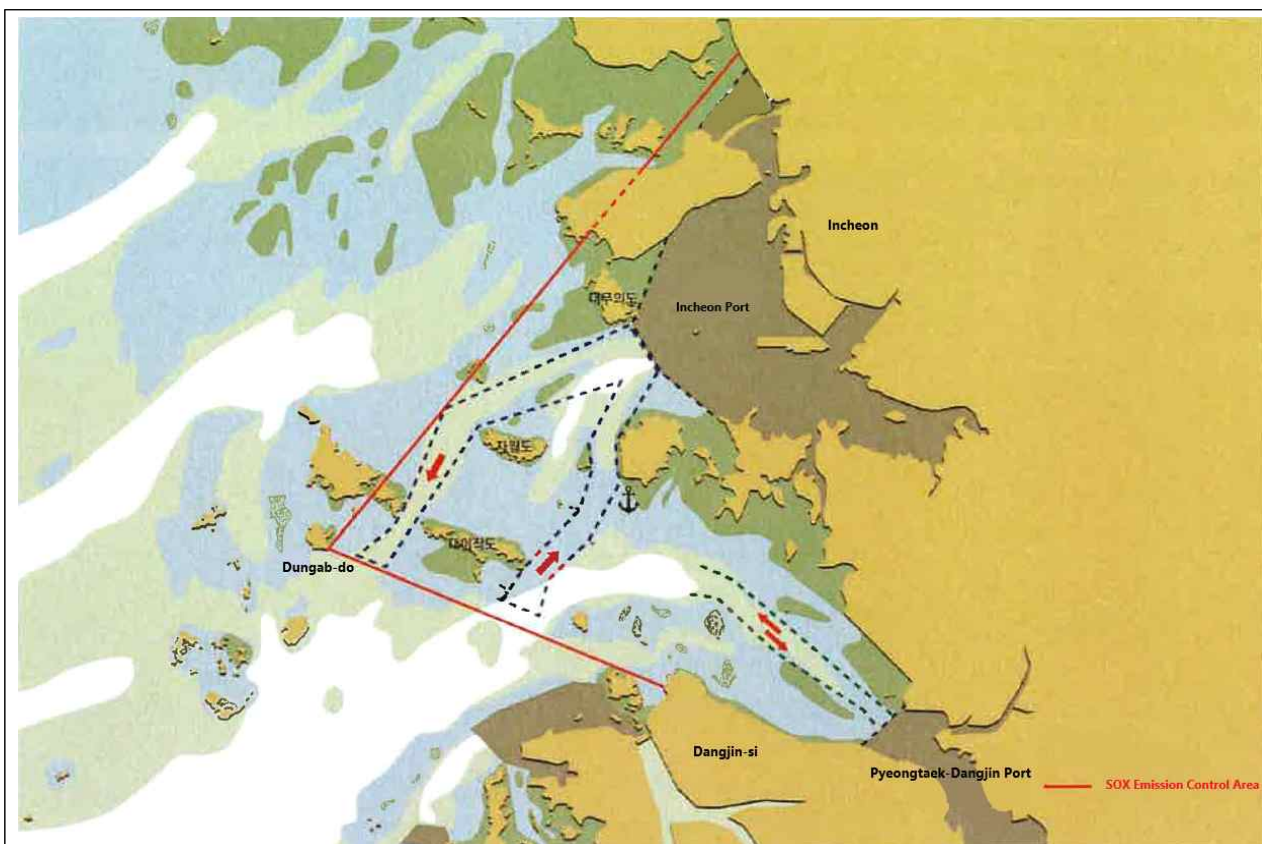 Incheon
대무의도
Incheon Port
자월도
대이작도
Dungab-do
Dangjin-si
Pyeongtaek-Dangjin Port
SOX Emission Control Area